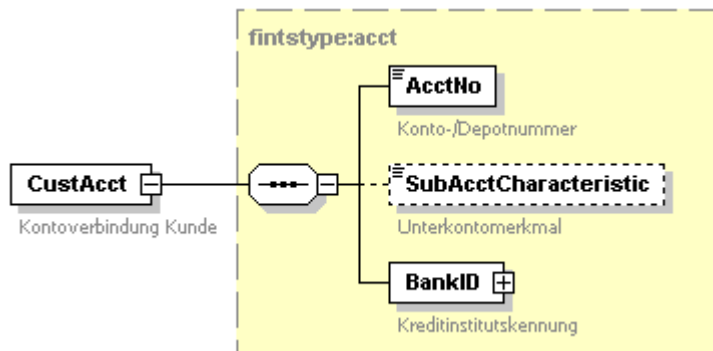 fintstype:acct
AcctNo
Konto-/Depotnummer
CustAcct
Kontoverbindung Kunde
SubAcctCharacteristic
Unterkontomerkmal
BankID
Kreditinstitutskennung